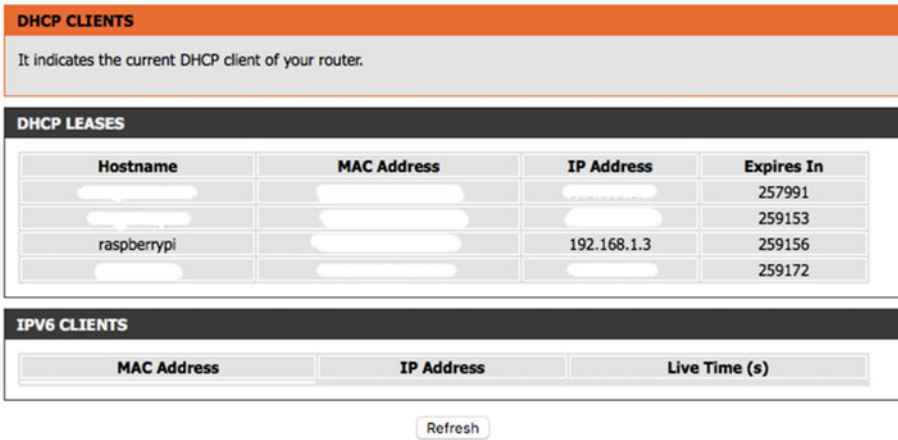 DHCP CLIENTS
It indicates the current DHCP client of your router.
DHCP LEASES
Hostname MAC Address IP Address Expires In
257991
259153
raspberrypi 192.168.1.3 259156
259172
IPV6 CLIENTS
MAC Address IP Address Live Time (s)
Refresh